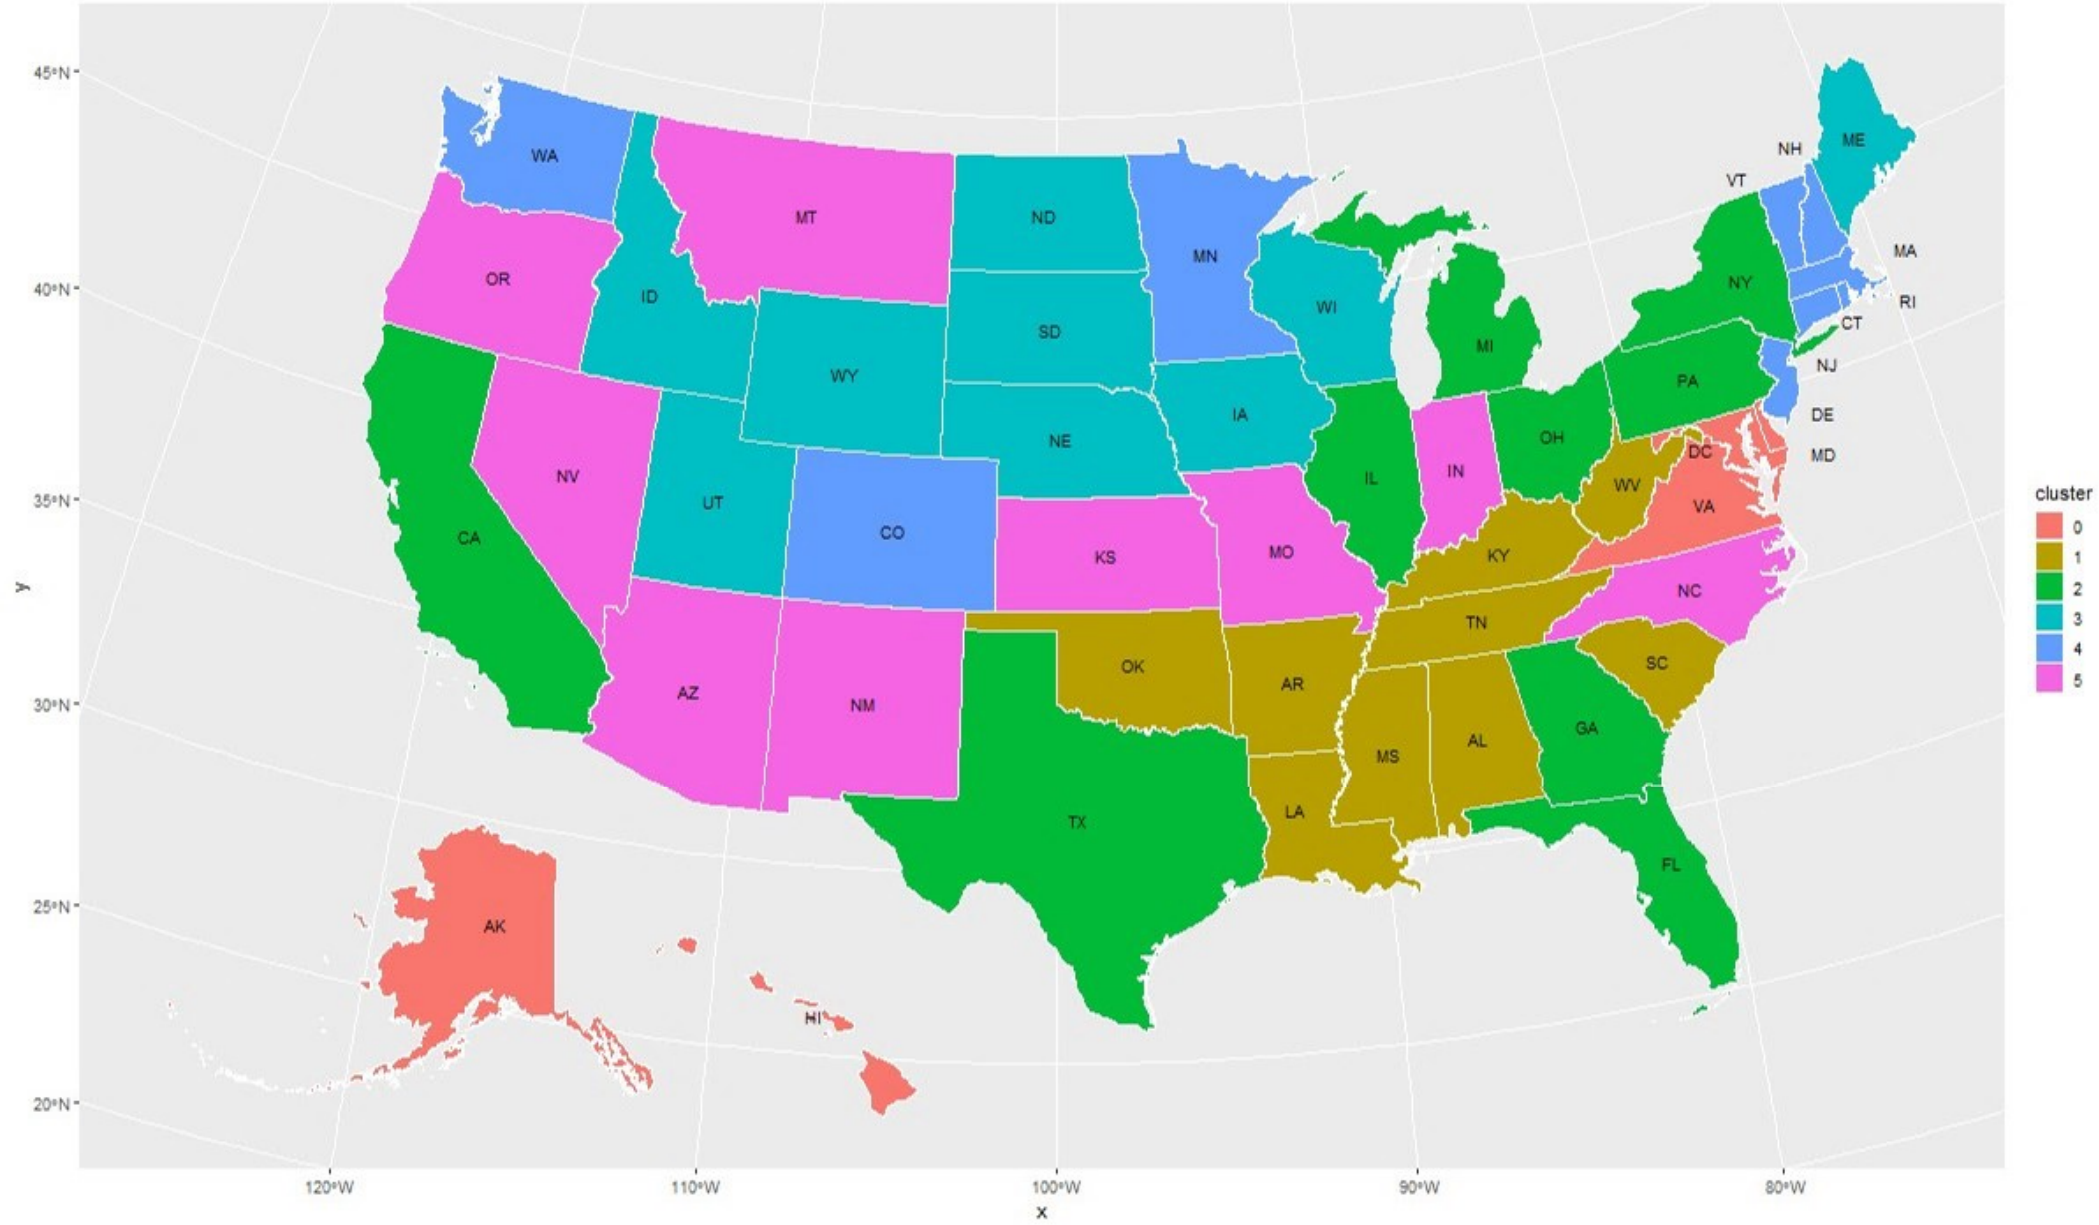 45°N
40°N
35°N
30°N
25°N
20°N
y
120°W
110°W
100°W
90°W
80°W
x
WA
OR
CA
NV
ID
MT
WY
UT
CO
AZ
NM
ND
SD
NE
KS
OK
TX
MN
IA
MO
AR
LA
WI
IL
MI
IN
OH
KY
TN
MS
AL
GA
FL
SC
NC
VA
WV
DC
PA
NY
VT
NH
ME
MA
RI
CT
NJ
DE
MD
AK
HI
cluster
0
1
2
3
4
5